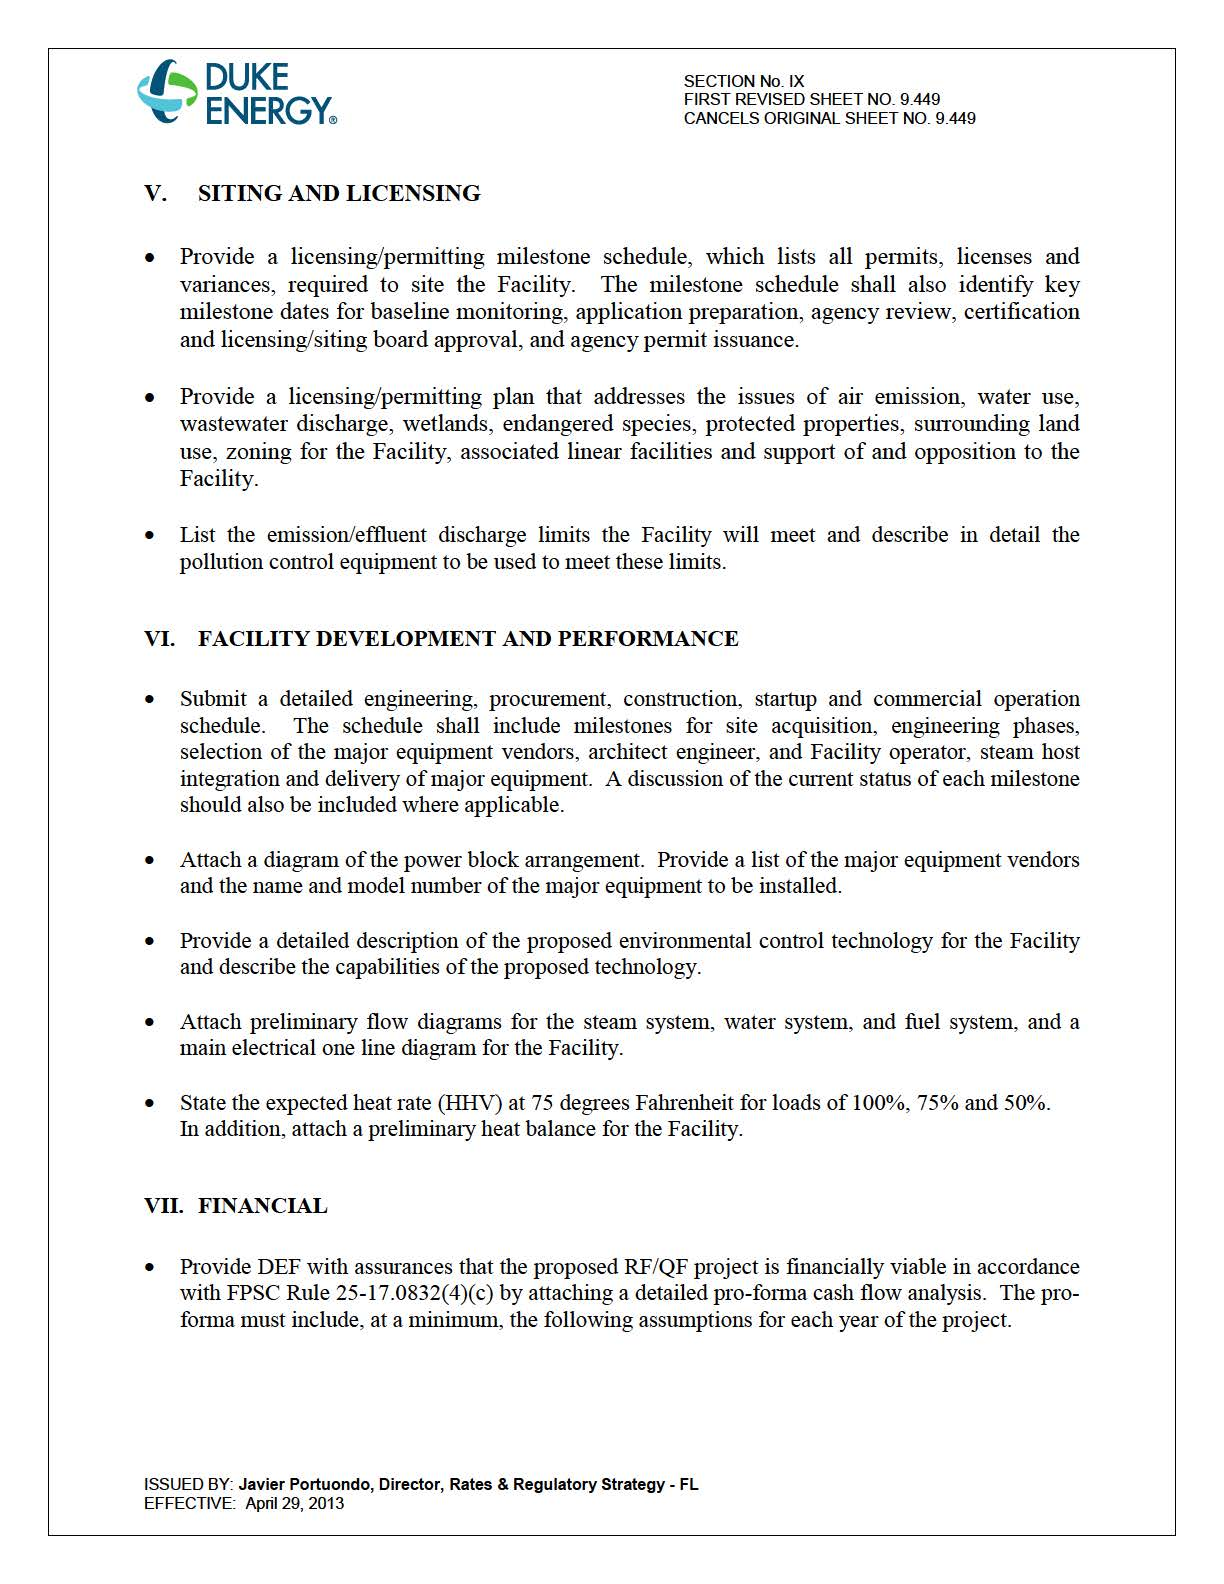 DUKE
ENERGY®
SECTION No. IX
FIRST REVISED SHEET NO. 9.449
CANCELS ORIGINAL SHEET NO. 9.449
V. SITING AND LICENSING
• Provide a licensing/permitting milestone schedule, which lists all permits, licenses and
variances, required to site the Facility. The milestone schedule shall also identify key
milestone dates for baseline monitoring, application preparation, agency review, certification
and licensing/siting board approval, and agency permit issuance.
• Provide a licensing/permitting plan that addresses the issues of air emission, water use,
wastewater discharge, wetlands, endangered species, protected properties, surrounding land
use, zoning for the Facility, associated linear facilities and support of and opposition to the
Facility.
• List the emission/effluent discharge limits the Facility will meet and describe in detail the
pollution control equipment to be used to meet these limits.
VI. FACILITY DEVELOPMENT AND PERFORMANCE
• Submit a detailed engineering, procurement, construction, startup and commercial operation
schedule. The schedule shall include milestones for site acquisition, engineering phases,
selection of the major equipment vendors, architect engineer, and Facility operator, steam host
integration and delivery of major equipment. A discussion of the current status of each milestone
should also be included where applicable.
• Attach a diagram of the power block arrangement. Provide a list of the major equipment vendors
and the name and model number of the major equipment to be installed.
• Provide a detailed description of the proposed environmental control technology for the Facility
and describe the capabilities of the proposed technology.
• Attach preliminary flow diagrams for the steam system, water system, and fuel system, and a
main electrical one line diagram for the Facility.
• State the expected heat rate (HHV) at 75 degrees Fahrenheit for loads of 100%, 75% and 50%.
In addition, attach a preliminary heat balance for the Facility.
VII. FINANCIAL
• Provide DEF with assurances that the proposed RF/QF project is financially viable in accordance
with FPSC Rule 25-17.0832(4)(c) by attaching a detailed pro-forma cash flow analysis. The pro-
forma must include, at a minimum, the following assumptions for each year of the project.
ISSUED BY: Javier Portuondo, Director, Rates & Regulatory Strategy - FL
EFFECTIVE: April 29, 2013